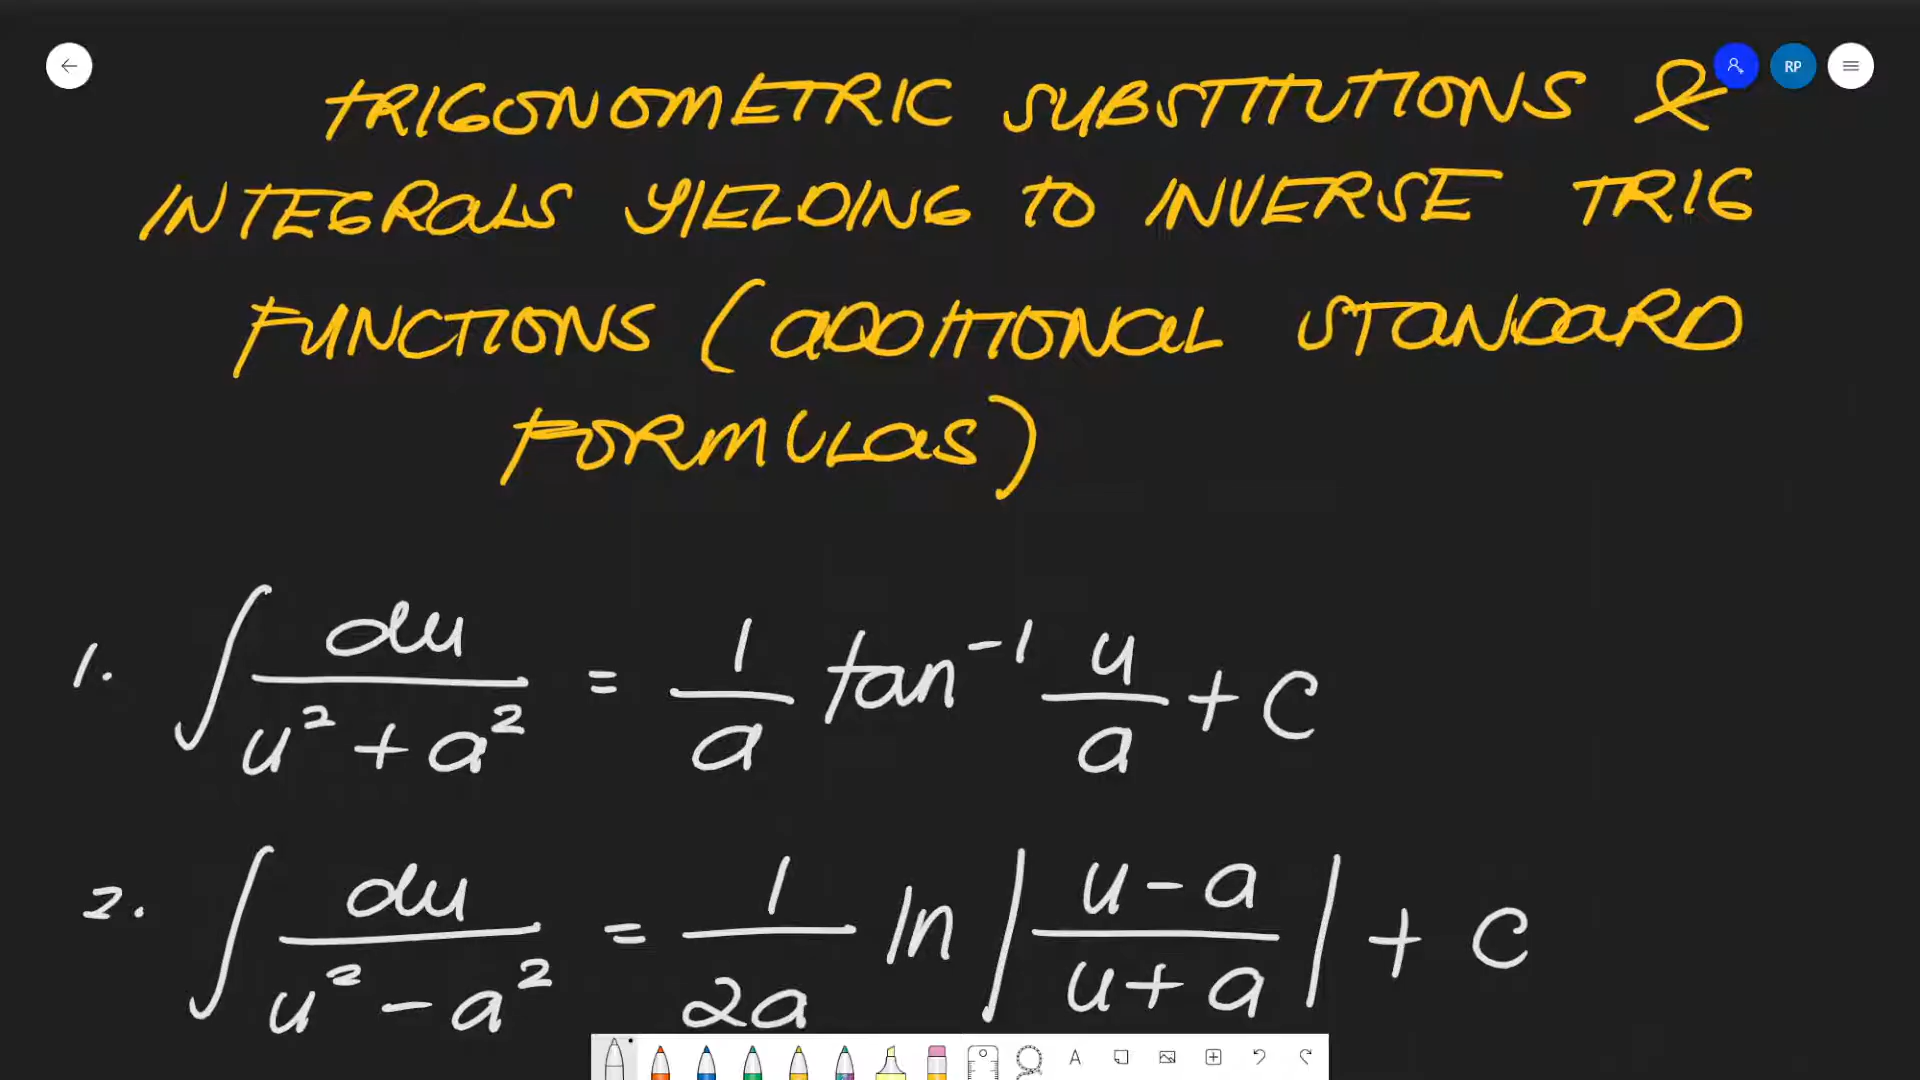 RP
TRIGONOMETRIC SUBSTITUTIONS &
INTEGRALS YIELDING TO INVERSE TRIG
FUNCTIONS (ADDITIONAL STANDARD
FORMULAS)
1. ∫ du/(u² + a²) = 1/a tan⁻¹ u/a + C
2. ∫ du/(u² - a²) = 1/2a ln |(u - a)/(u + a)| + C
A